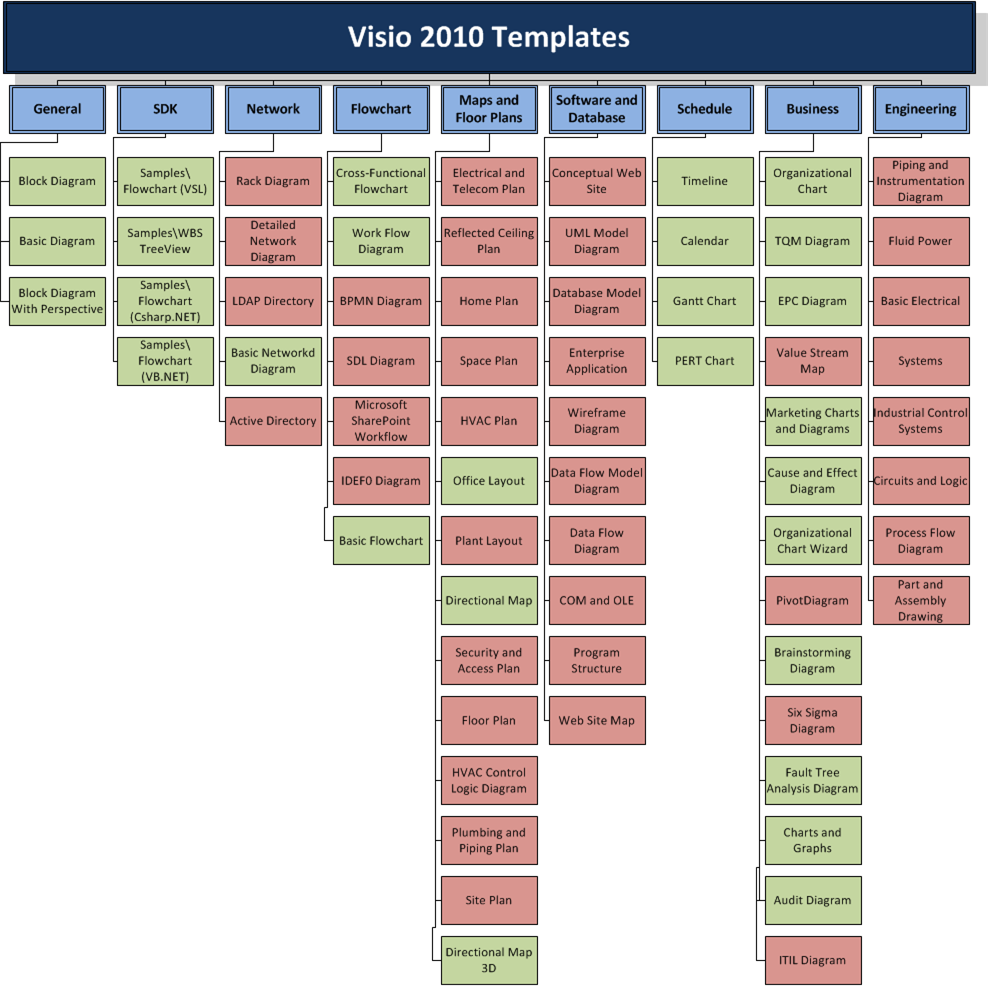 Visio 2010 Templates
General
Block Diagram
Basic Diagram
Block Diagram
With Perspective
SDK
Samples\
Flowchart (VSL)
Samples\WBS
TreeView
Samples\
Flowchart
(Csharp.NET)
Samples\
Flowchart
(VB.NET)
Network
Rack Diagram
Detailed
Network
Diagram
LDAP Directory
Basic Networkd
Diagram
Active Directory
Flowchart
Cross-Functional
Flowchart
Work Flow
Diagram
BPMN Diagram
SDL Diagram
Microsoft
SharePoint
Workflow
IDEF0 Diagram
Basic Flowchart
Maps and
Floor Plans
Electrical and
Telecom Plan
Reflected Ceiling
Plan
Home Plan
Space Plan
HVAC Plan
Office Layout
Plant Layout
Directional Map
Security and
Access Plan
Floor Plan
HVAC Control
Logic Diagram
Plumbing and
Piping Plan
Site Plan
Directional Map
3D
Software and
Database
Conceptual Web
Site
UML Model
Diagram
Database Model
Diagram
Enterprise
Application
Wireframe
Diagram
Data Flow Model
Diagram
Data Flow
Diagram
COM and OLE
Program
Structure
Web Site Map
Schedule
Timeline
Calendar
Gantt Chart
PERT Chart
Business
Organizational
Chart
TQM Diagram
EPC Diagram
Value Stream
Map
Marketing Charts
and Diagrams
Cause and Effect
Diagram
Organizational
Chart Wizard
PivotDiagram
Brainstorming
Diagram
Six Sigma
Diagram
Fault Tree
Analysis Diagram
Charts and
Graphs
Audit Diagram
ITIL Diagram
Engineering
Piping and
Instrumentation
Diagram
Fluid Power
Basic Electrical
Systems
Industrial Control
Systems
Circuits and Logic
Process Flow
Diagram
Part and
Assembly
Drawing